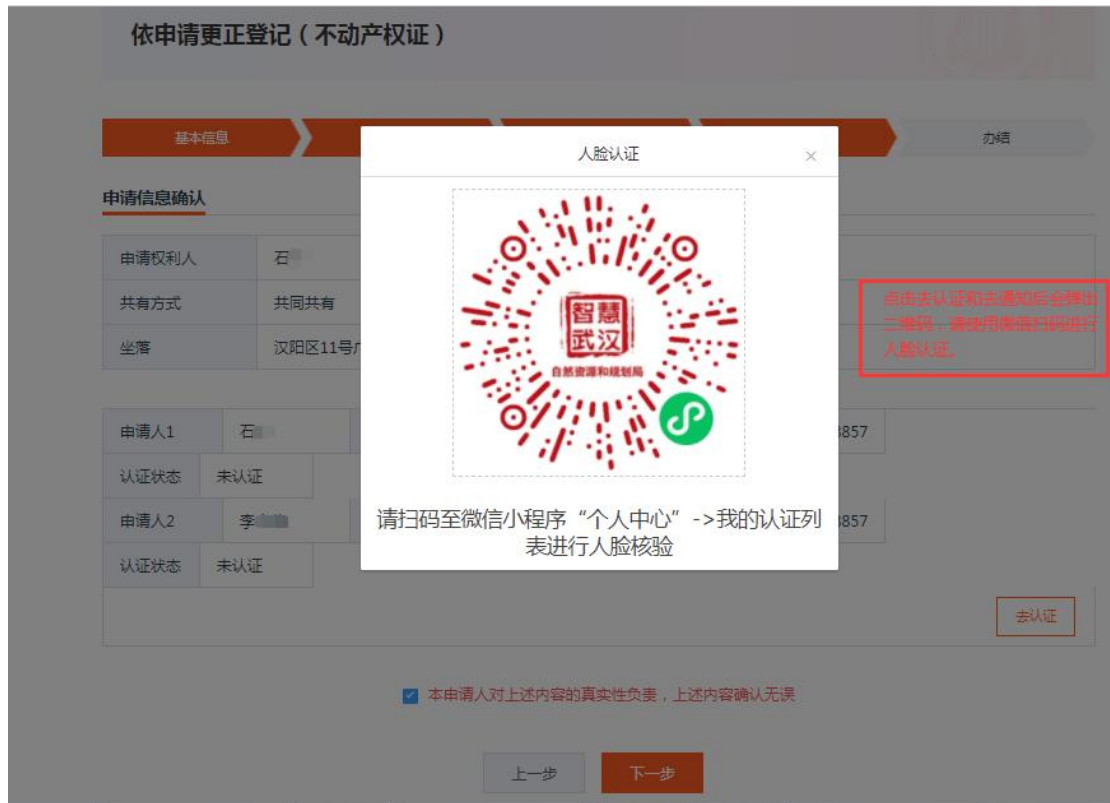 依申请更正登记（不动产权证）
基本信息
办结
人脸认证
×
申请信息确认
申请权利人 石
共有方式 共同共有
坐落 汉阳区11号
点击去认证和去通知后会弹出
二维码，请使用微信扫码进行
人脸认证。
智慧
武汉
自然资源和规划局
申请人1 石 3857
认证状态 未认证
申请人2 李 3857
认证状态 未认证
请扫码至微信小程序“个人中心”->我的认证列
表进行人脸核验
去认证
本申请人对上述内容的真实性负责，上述内容确认无误
上一步 下一步